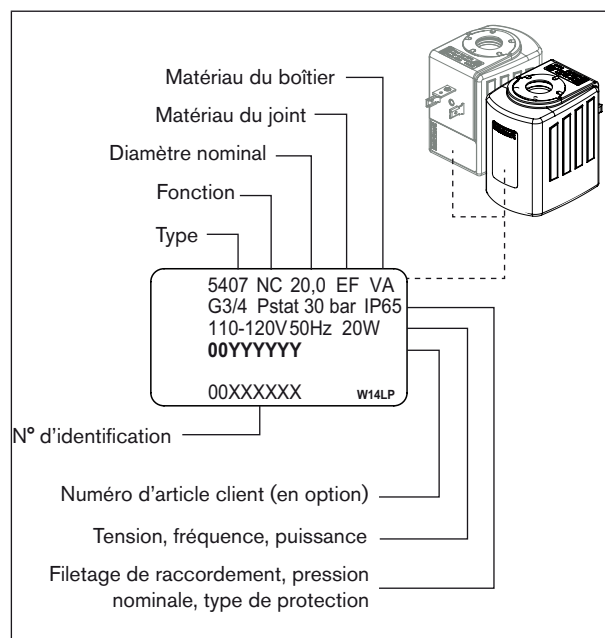 Matériau du boîtier
Matériau du joint
Diamètre nominal
Fonction
Type
5407 NC 20,0 EF VA
G3/4 Pstat 30 bar IP65
110-120V 50Hz 20W
00YYYYYY
00XXXXXX W14LP
N° d'identification
Numéro d'article client (en option)
Tension, fréquence, puissance
Filetage de raccordement, pression
nominale, type de protection